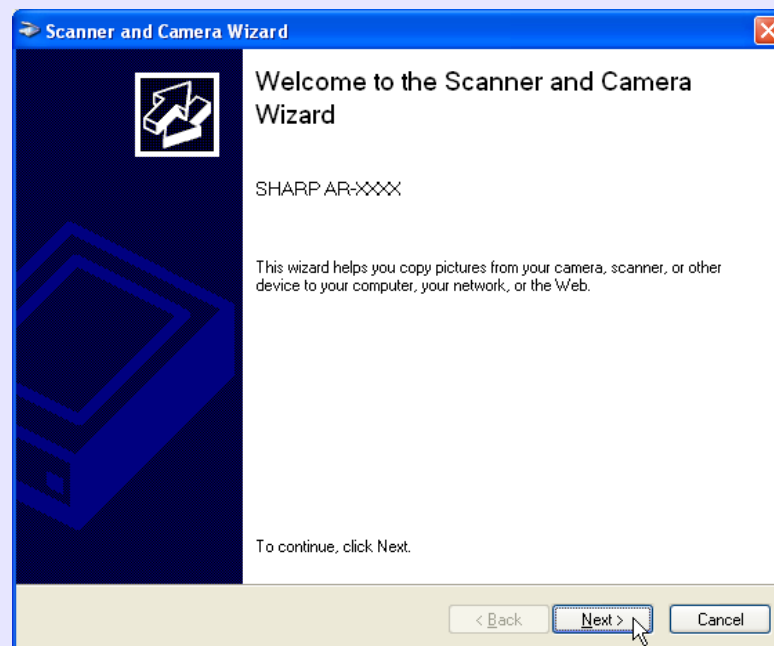 Scanner and Camera Wizard
Welcome to the Scanner and Camera
Wizard
SHARP AR-XXXX
This wizard helps you copy pictures from your camera, scanner, or other
device to your computer, your network, or the Web.
To continue, click Next.
< Back Next > Cancel